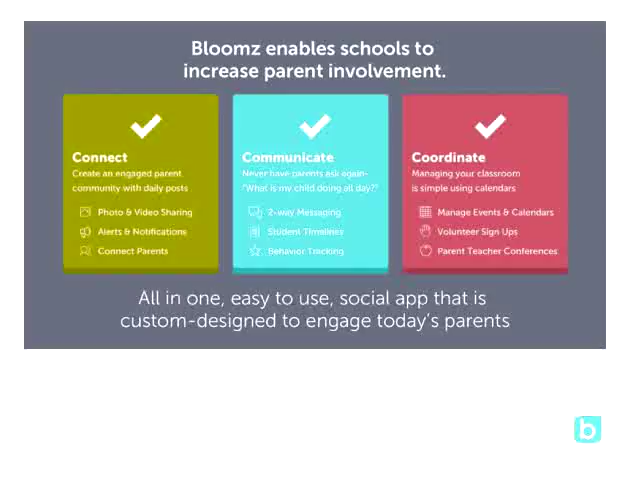 Bloomz enables schools to
increase parent involvement.
Connect
Create an engaged parent
community with daily posts
Photo & Video Sharing
Alerts & Notifications
Connect Parents
Communicate
Never have parents ask again-
"What is my child doing all day?"
2-way Messaging
Student Timelines
Behavior Tracking
Coordinate
Managing your classroom
is simple using calendars
Manage Events & Calendars
Volunteer Sign Ups
Parent Teacher Conferences
All in one, easy to use, social app that is
custom-designed to engage today's parents
b